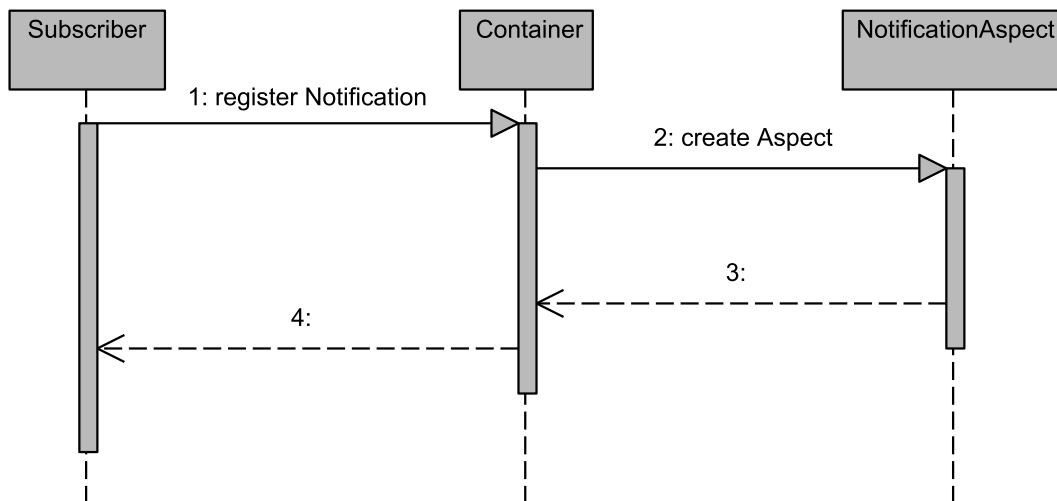 Subscriber
Container
NotificationAspect
1: register Notification
2: create Aspect
3:
4: